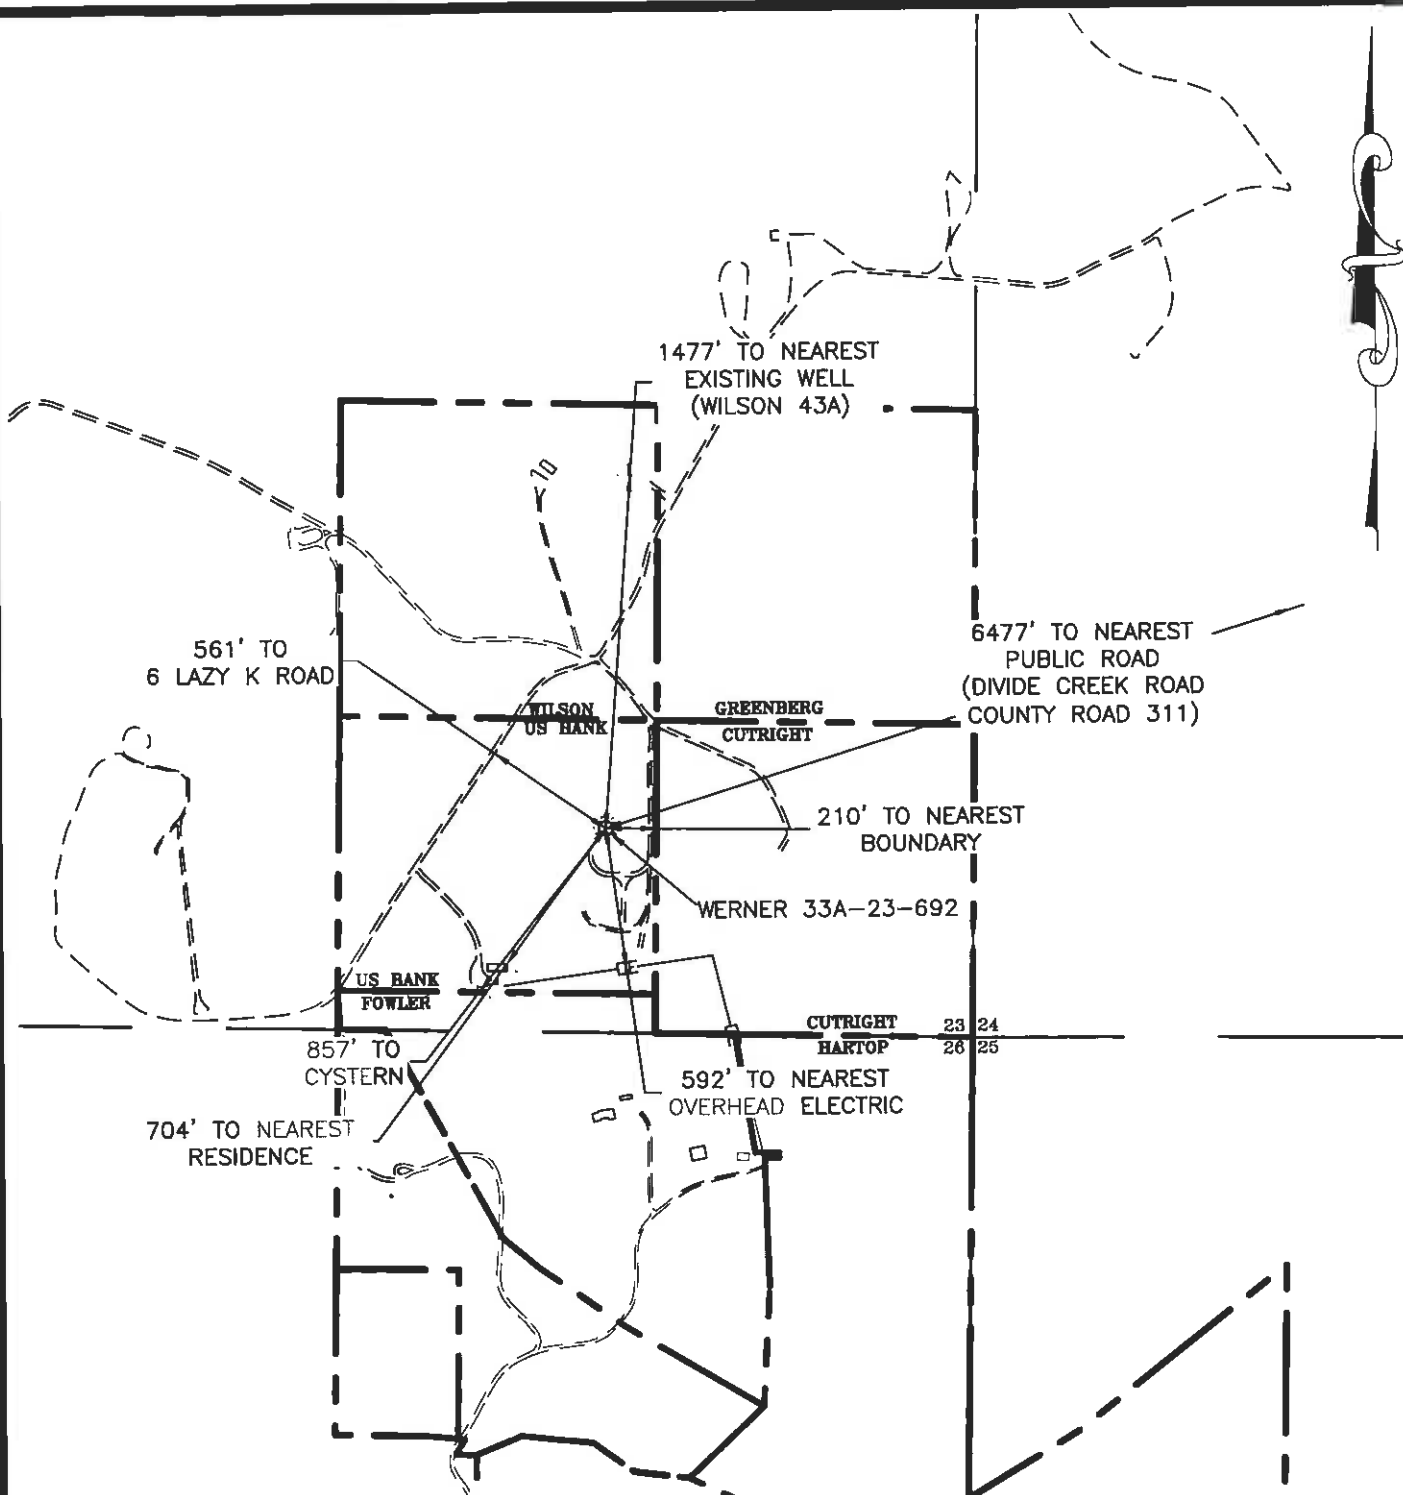 1477' TO NEAREST
EXISTING WELL
(WILSON 43A)
561' TO
6 LAZY K ROAD
6477' TO NEAREST
PUBLIC ROAD
(DIVIDE CREEK ROAD
COUNTY ROAD 311)
WILSON
US BANK
GREENBERG
CUTRIGHT
210' TO NEAREST
BOUNDARY
WERNER 33A-23-692
US BANK
FOWLER
CUTRIGHT
HARTOP
23 24
26 25
857' TO
CYSTERN
592' TO NEAREST
OVERHEAD ELECTRIC
704' TO NEAREST
RESIDENCE